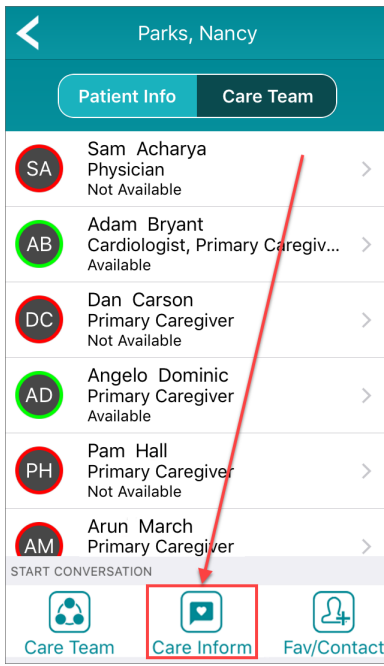 Parks, Nancy
Patient Info Care Team
SA
Sam Acharya
Physician
Not Available
AB
Adam Bryant
Cardiologist, Primary Caregiv...
Available
DC
Dan Carson
Primary Caregiver
Not Available
AD
Angelo Dominic
Primary Caregiver
Available
PH
Pam Hall
Primary Caregiver
Not Available
AM
Arun March
Primary Caregiver
START CONVERSATION
Care Team Care Inform Fav/Contact